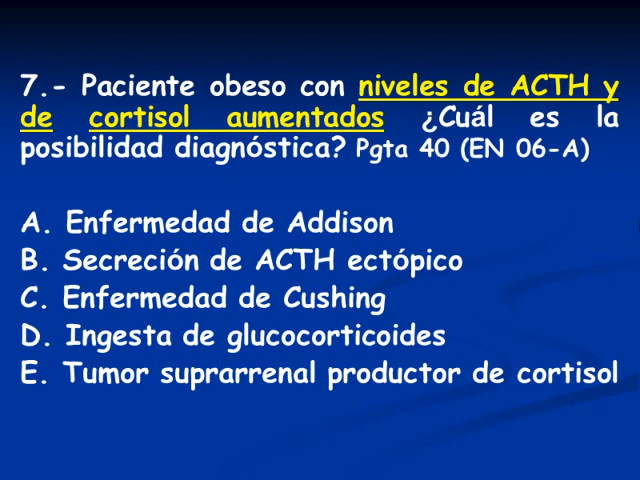 7.- Paciente obeso con niveles de ACTH y
de cortisol aumentados ¿Cuál es la
posibilidad diagnóstica? Pgta 40 (EN 06-A)
A. Enfermedad de Addison
B. Secreción de ACTH ectópico
C. Enfermedad de Cushing
D. Ingesta de glucocorticoides
E. Tumor suprarrenal productor de cortisol